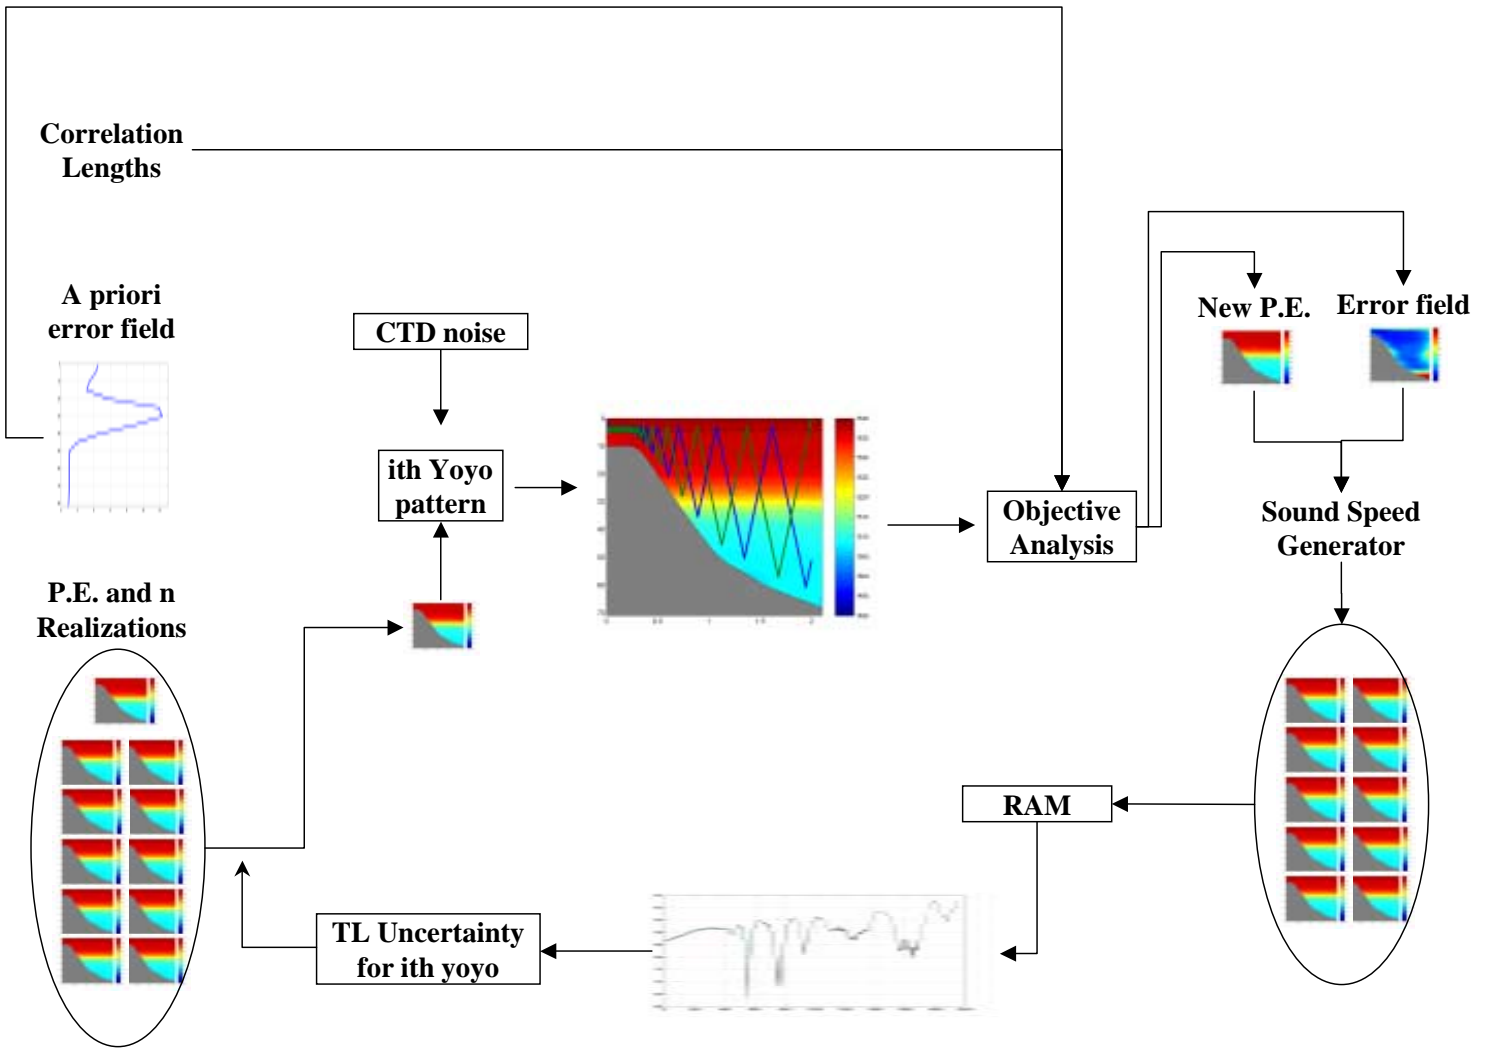 Correlation
Lengths
A priori
error field
CTD noise
New P.E.
Error field
ith Yoyo
pattern
Objective
Analysis
Sound Speed
Generator
P.E. and n
Realizations
RAM
TL Uncertainty
for ith yoyo